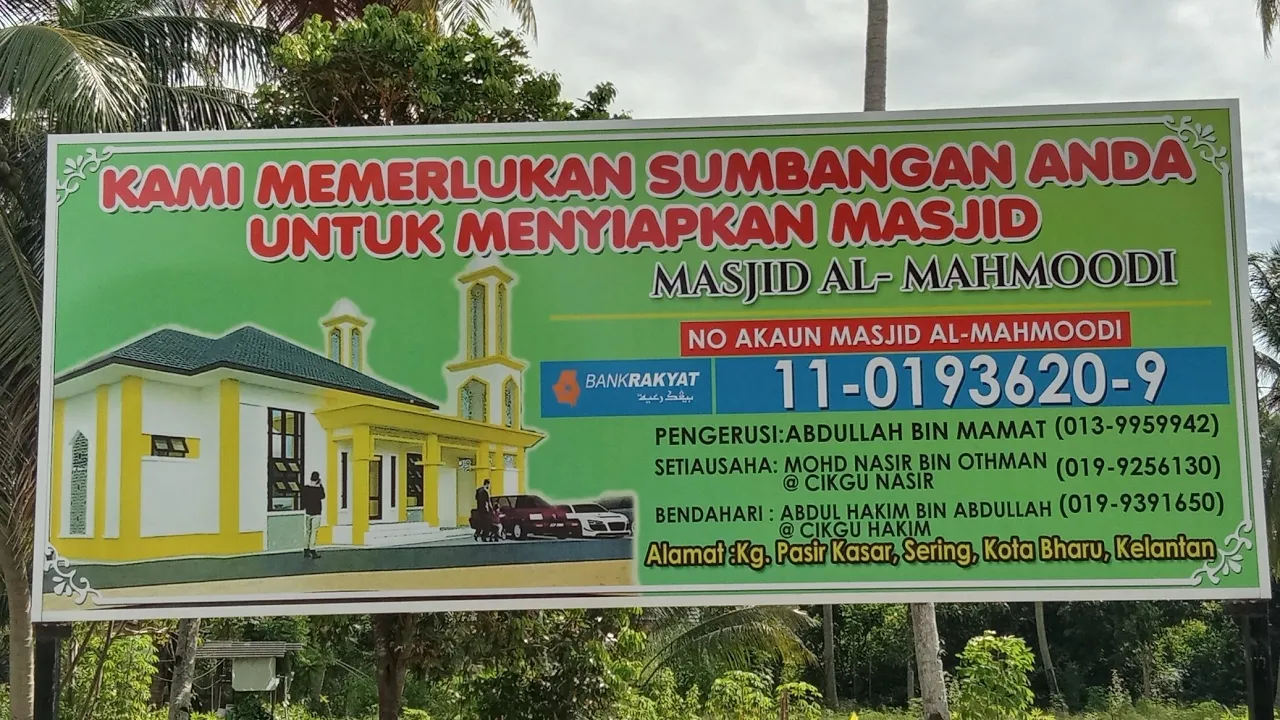 KAMI MEMERLUKAN SUMBANGAN ANDA
UNTUK MENYIAPKAN MASJID
MASJID AL- MAHMOODI
NO AKAUN MASJID AL-MAHMOODI
BANKRAKYAT
بيڠک رعية
11-0193620-9
PENGERUSI:ABDULLAH BIN MAMAT (013-9959942)
SETIAUSAHA: MOHD NASIR BIN OTHMAN (019-9256130)
@ CIKGU NASIR
BENDAHARI : ABDUL HAKIM BIN ABDULLAH (019-9391650)
@ CIKGU HAKIM
Alamat :Kg. Pasir Kasar, Sering, Kota Bharu, Kelantan